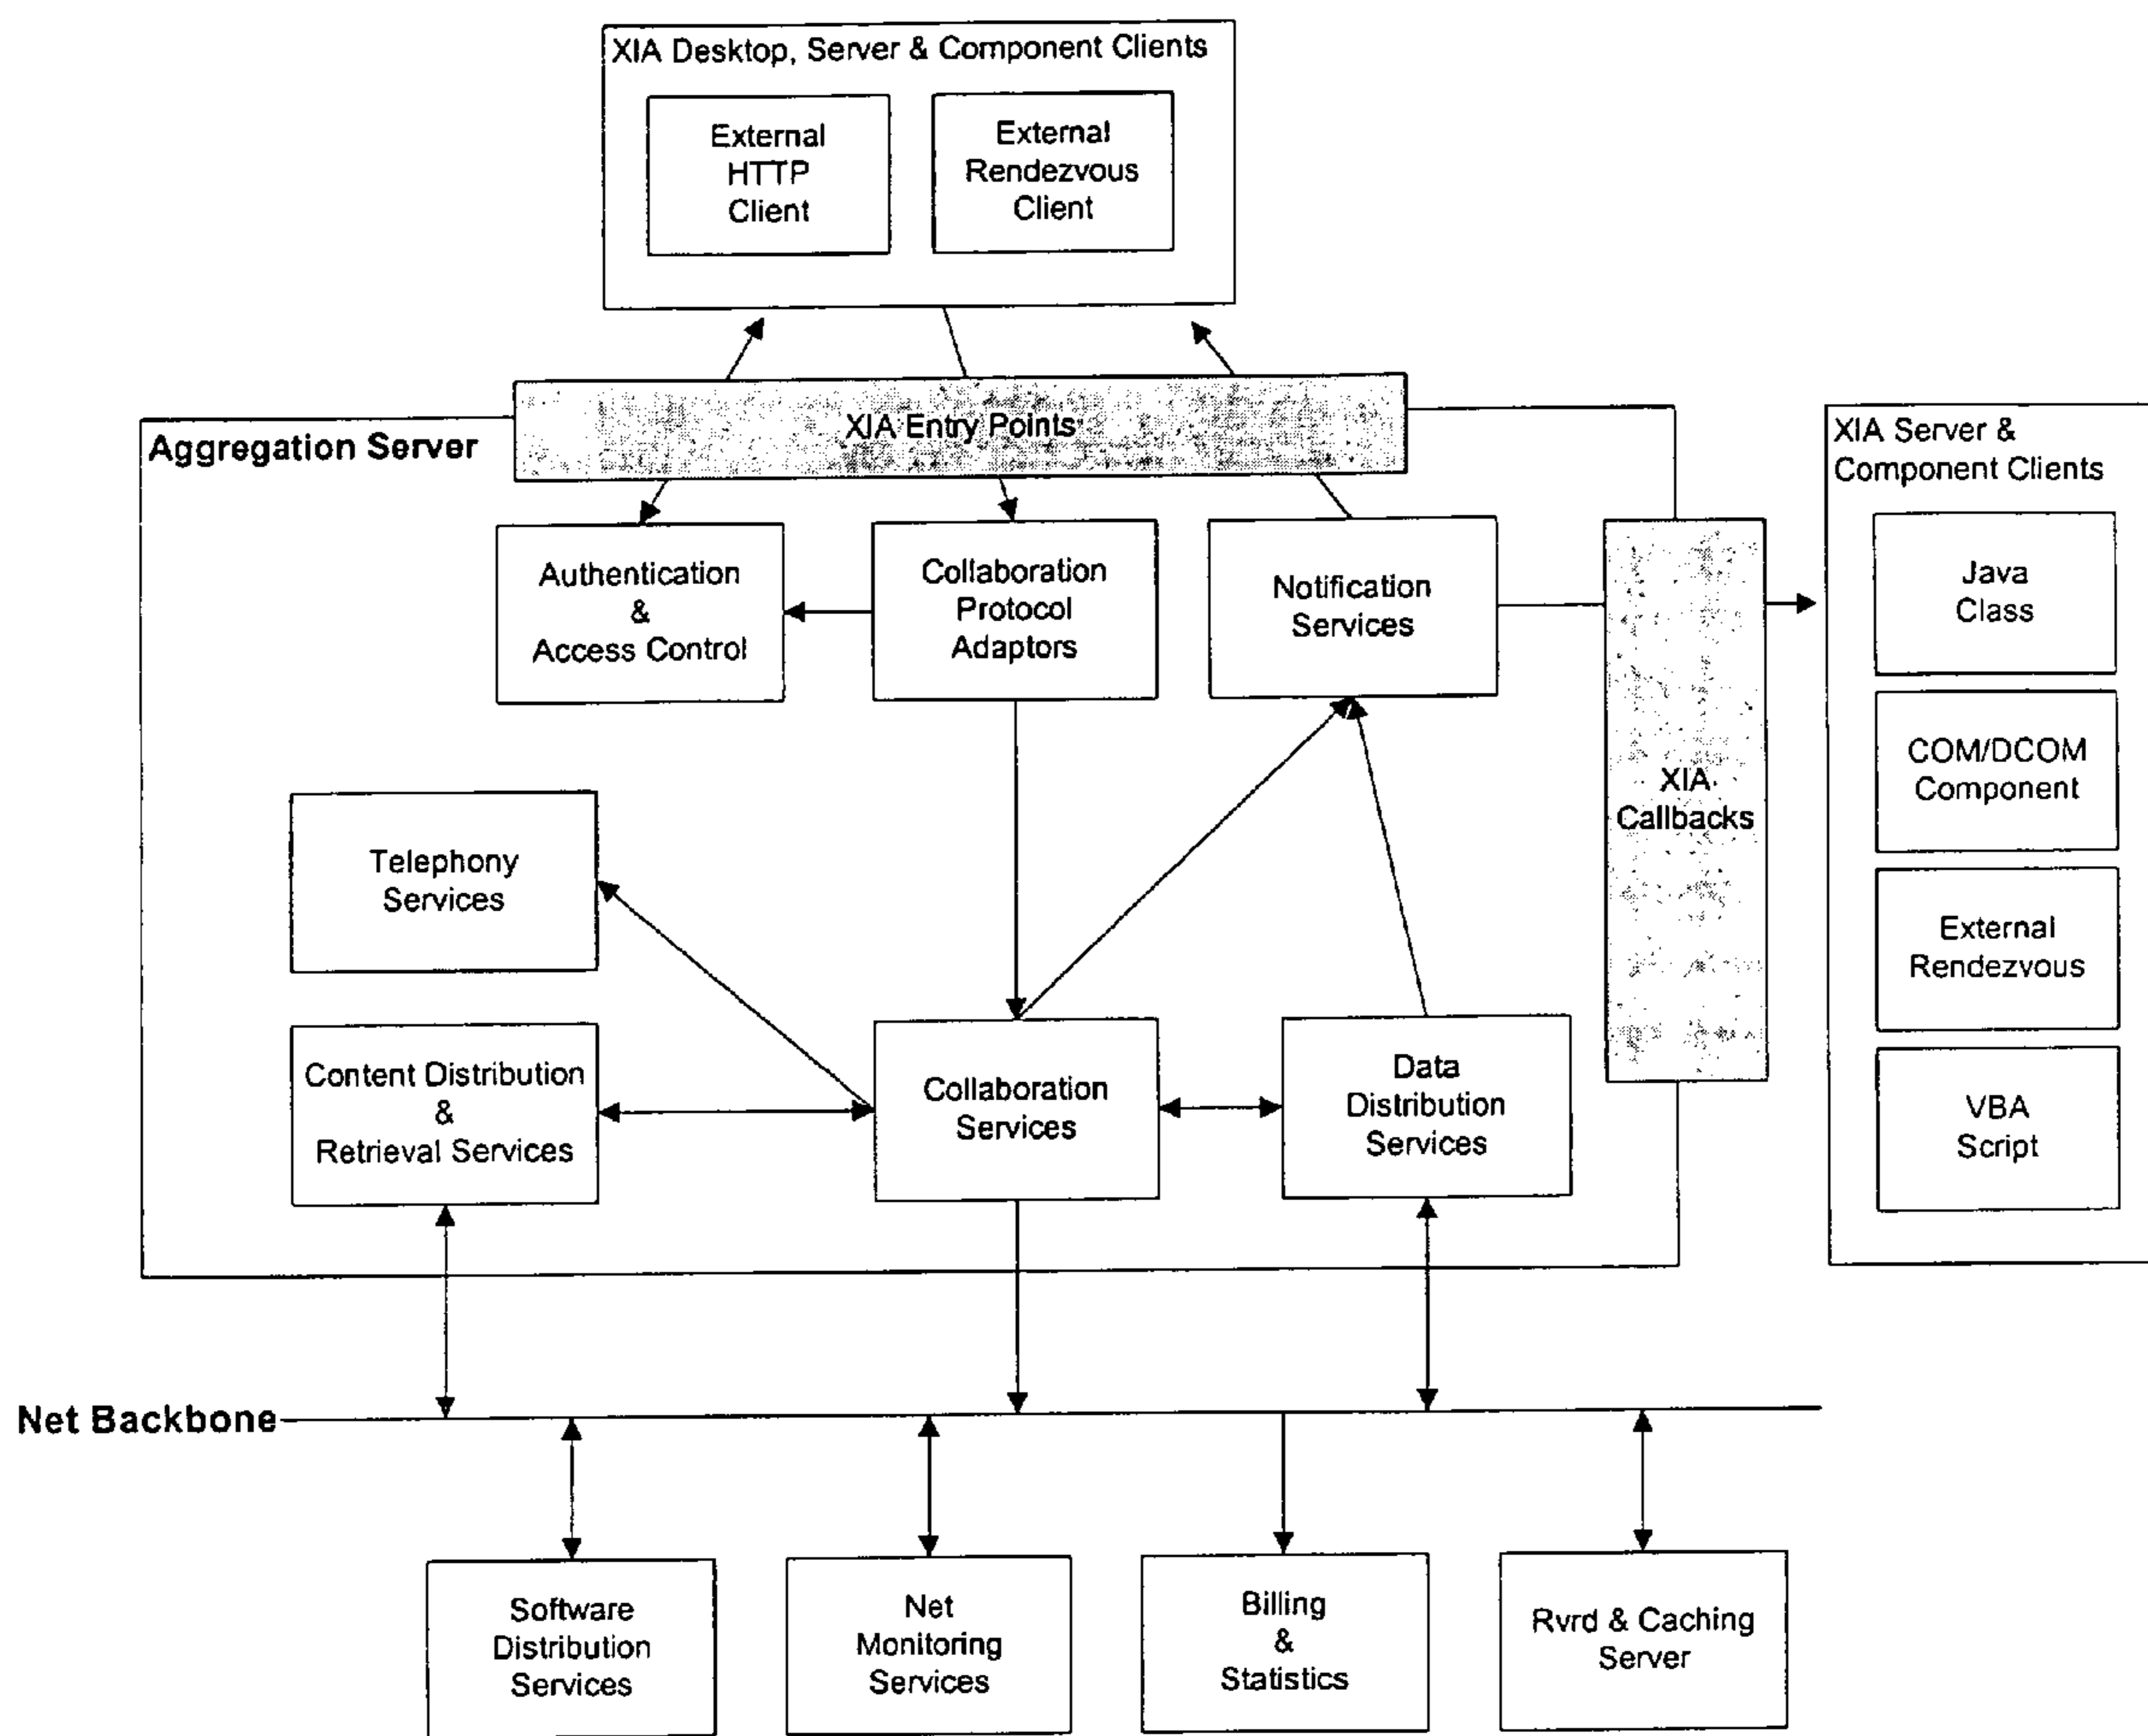 XIA Desktop, Server & Component Clients
External
HTTP
Client
External
Rendezvous
Client
XIA Entry Points
Aggregation Server
XIA Server &
Component Clients
Authentication
&
Access Control
Collaboration
Protocol
Adaptors
Notification
Services
Java
Class
COM/DCOM
Component
XIA
Callbacks
Telephony
Services
External
Rendezvous
Content Distribution
&
Retrieval Services
Collaboration
Services
Data
Distribution
Services
VBA
Script
Net Backbone
Software
Distribution
Services
Net
Monitoring
Services
Billing
&
Statistics
Rvrd & Caching
Server